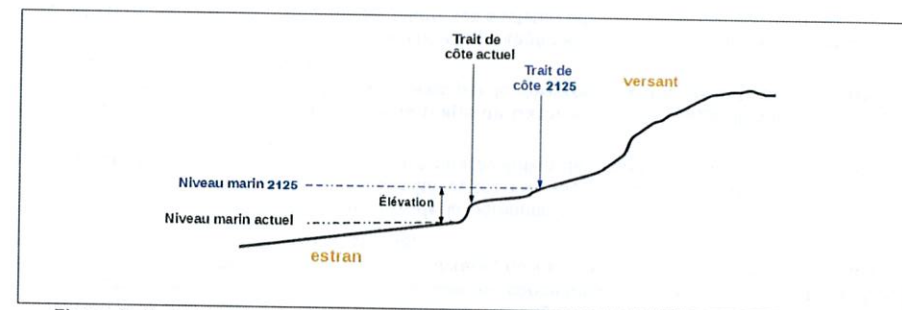 Trait de
côte actuel
Trait de
côte 2125
versant
Niveau marin 2125
Élévation
Niveau marin actuel
estran